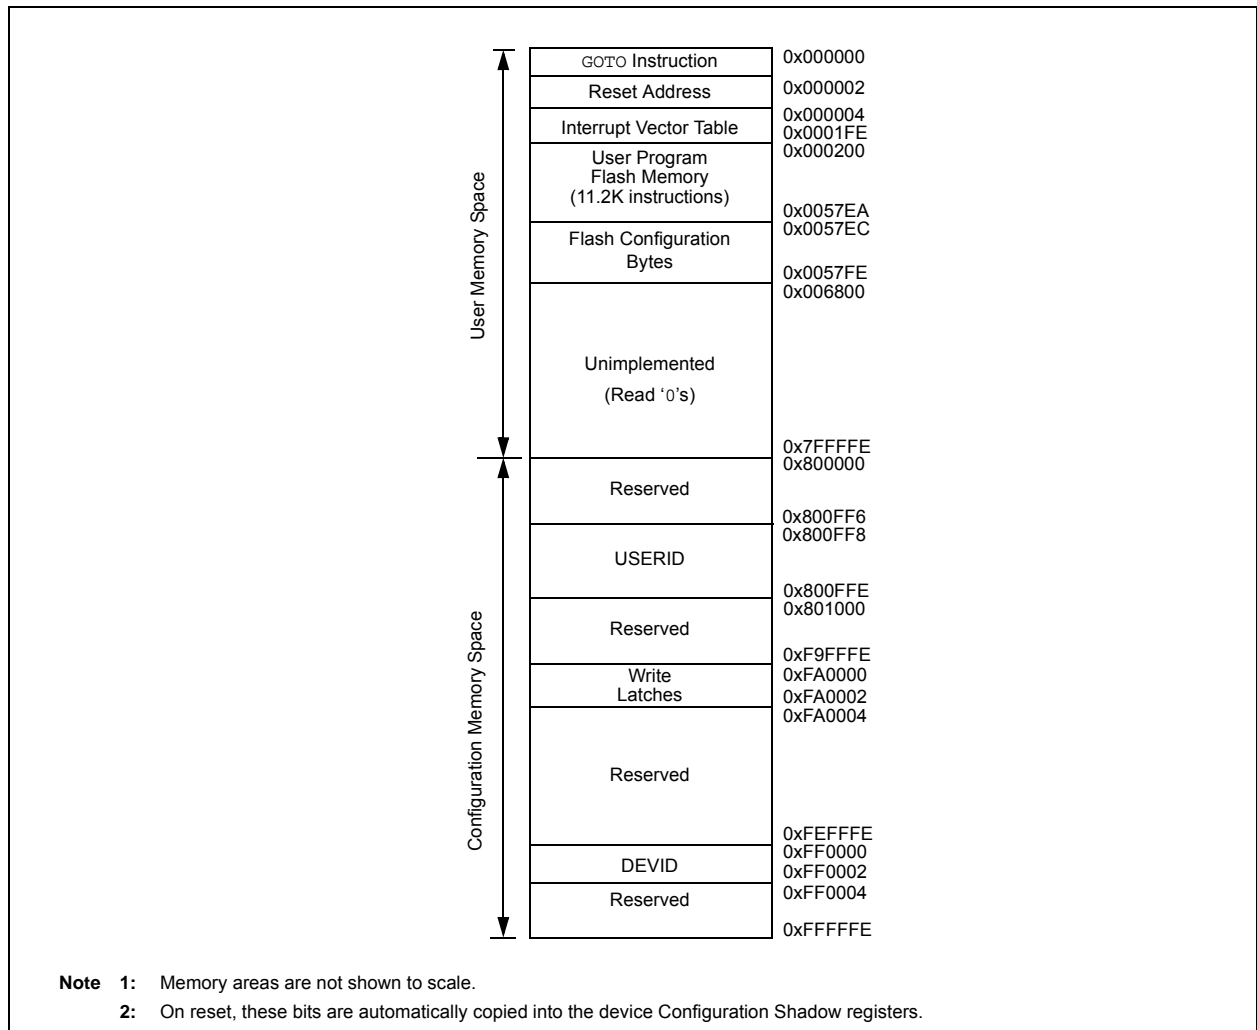 GOTO Instruction
0x000000
Reset Address
0x000002
Interrupt Vector Table
0x000004
0x0001FE
User Program
Flash Memory
(11.2K instructions)
0x000200
0x0057EA
Flash Configuration
Bytes
0x0057EC
0x0057FE
User Memory Space
Unimplemented
(Read ‘0’s)
0x006800
0x7FFFFE
Reserved
0x800000
0x800FF6
USERID
0x800FF8
0x800FFE
Reserved
0x801000
0xF9FFFE
Write
Latches
0xFA0000
0xFA0002
Configuration Memory Space
Reserved
0xFA0004
0xFEFFFE
DEVID
0xFF0000
0xFF0002
Reserved
0xFF0004
0xFFFFFE
Note 1: Memory areas are not shown to scale.
2: On reset, these bits are automatically copied into the device Configuration Shadow registers.